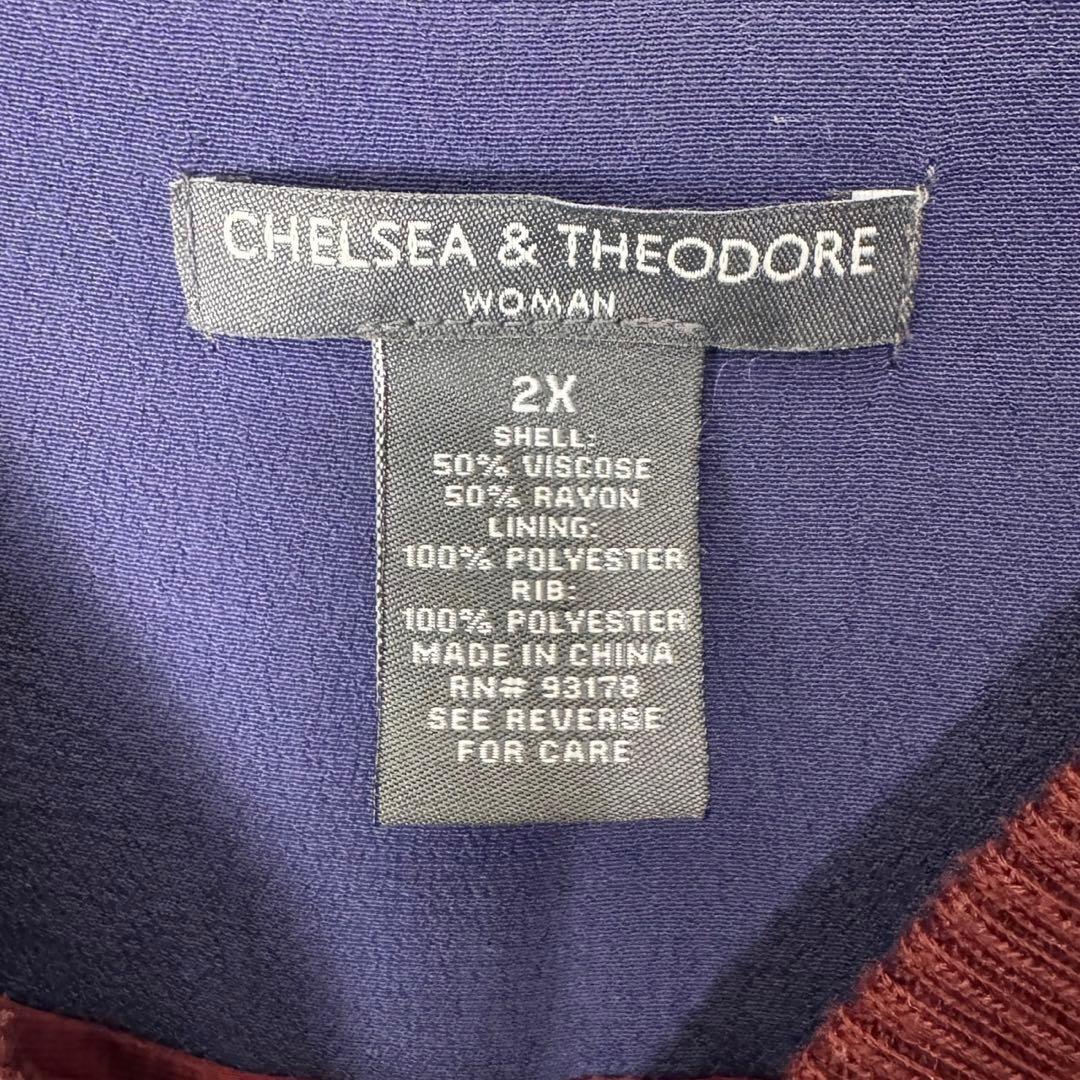 CHELSEA & THEODORE
WOMAN
2X
SHELL:
50% VISCOSE
50% RAYON
LINING:
100% POLYESTER
RIB:
100% POLYESTER
MADE IN CHINA
RN# 93178
SEE REVERSE
FOR CARE